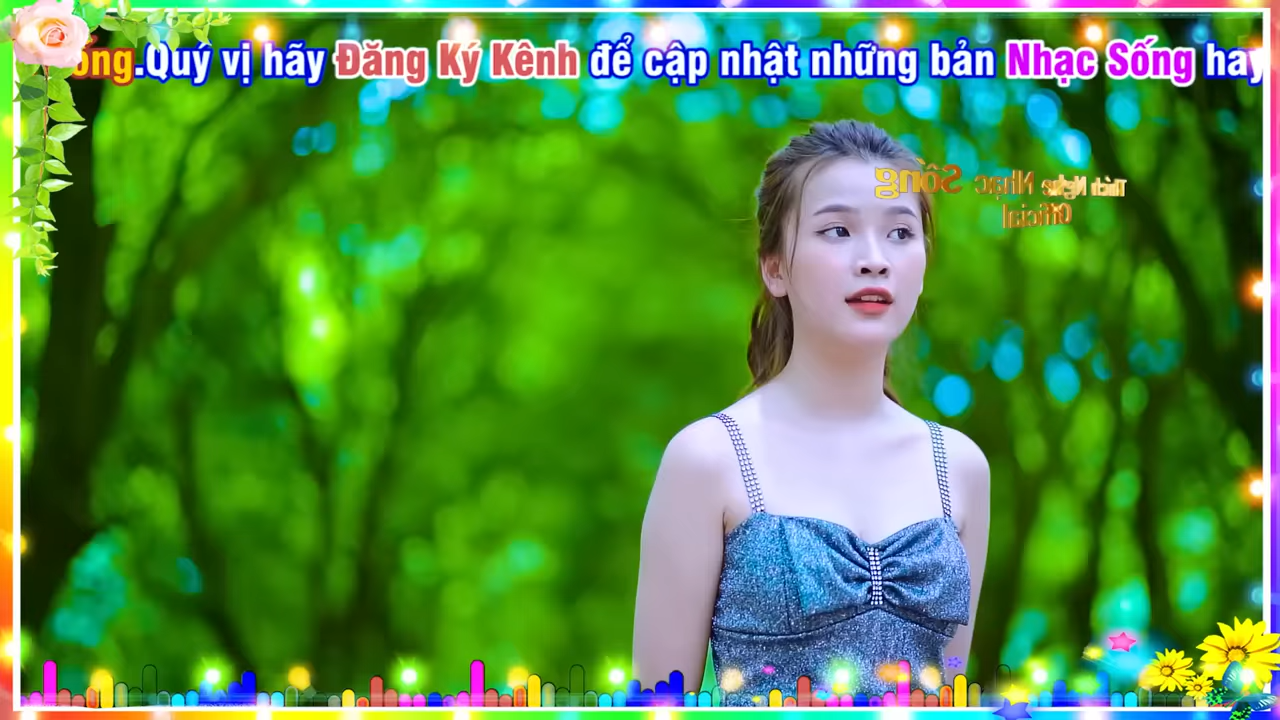 ống.Quý vị hãy Đăng Ký Kênh để cập nhật những bản Nhạc Sống hay
Thích Nghe Nhạc Sống
Official